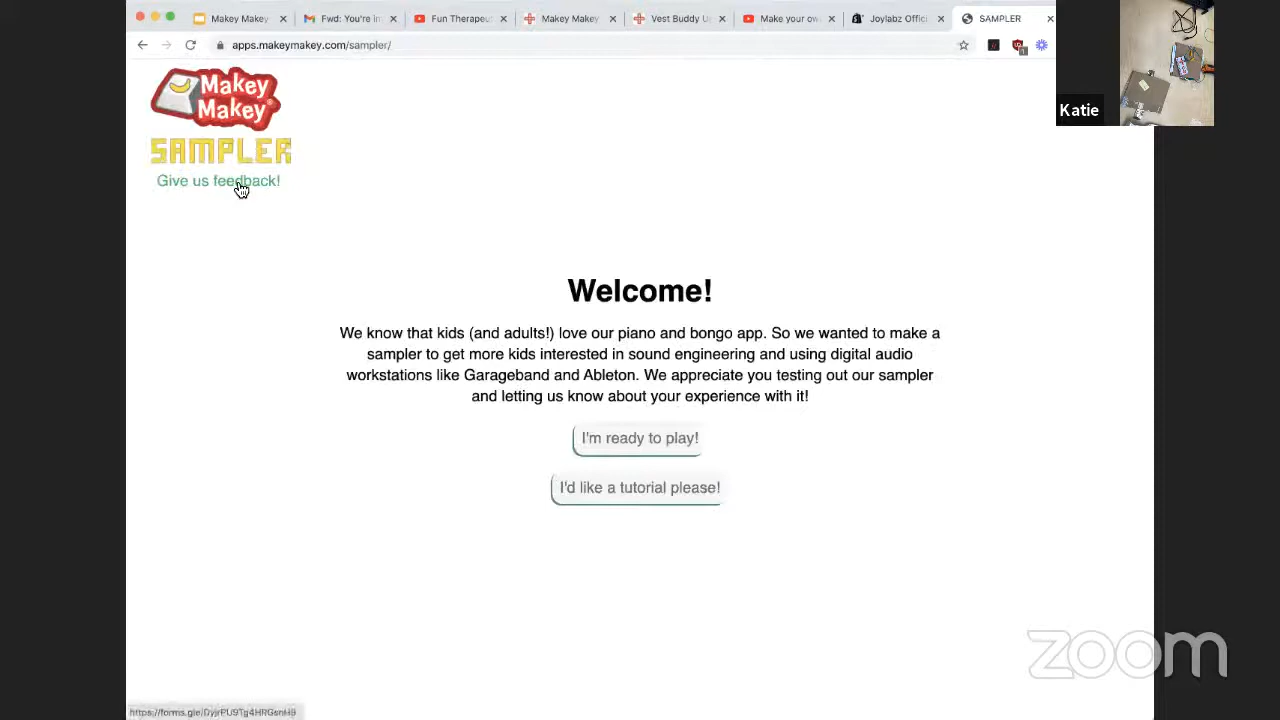 Makey Makey
Fwd: You're in
Fun Therapeu
Makey Makey
Vest Buddy U
Make your ow
Joylabz Offici
SAMPLER
apps.makeymakey.com/sampler/
Makey
Makey
SAMPLER
Give us feedback!
Katie
Welcome!
We know that kids (and adults!) love our piano and bongo app. So we wanted to make a
sampler to get more kids interested in sound engineering and using digital audio
workstations like Garageband and Ableton. We appreciate you testing out our sampler
and letting us know about your experience with it!
I'm ready to play!
I'd like a tutorial please!
zoom